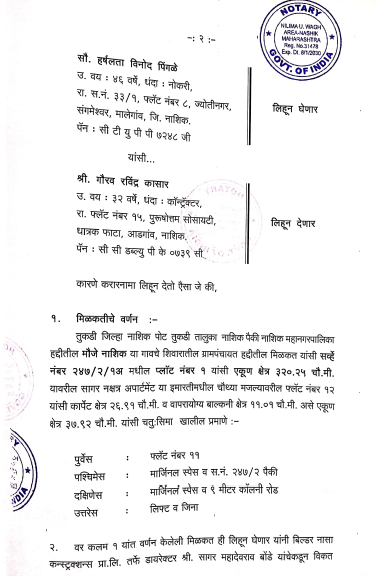 -: २ :-
NOTARY
NILIMA U. WAGH
AREA-NASHIK
MAHARASHTRA
Reg. No.31478
Exp. Dt. 8/1/2030
GOVT. OF INDIA
सौ. हर्षलता विनोद पिंगळे
उ. वय : ४६ वर्षे, धंदा : नोकरी,
रा. स.नं. ३३/१, फ्लॅट नंबर ८, ज्योतीनगर,
संगमेश्वर, मालेगांव, जि. नाशिक.
पॅन : सी टी यु पी पी ७२४८ जी
लिहून घेणार
यांसी...
श्री. गौरव रविंद्र कासार
उ. वय : ३२ वर्षे, धंदा : कॉन्ट्रॅक्टर,
रा. फ्लॅट नंबर १५, पुरूषोत्तम सोसायटी,
धात्रक फाटा, आडगांव, नाशिक.
पॅन : सी सी डब्ल्यु पी के ०७३९ सी
लिहून देणार
कारणे करारनामा लिहून देतो ऐसा जे की,
१. मिळकतीचे वर्णन :-
तुकडी जिल्हा नाशिक पोट तुकडी तालुका नाशिक पैकी नाशिक महानगरपालिका
हद्दीतील मौजे नाशिक या गावचे शिवारातील ग्रामपंचायत हद्दीतील मिळकत यांसी सर्व्हे
नंबर २४७/२/१अ मधील प्लॉट नंबर १ यांसी एकूण क्षेत्र ३२०.२५ चौ.मी.
यावरील सागर नक्षत्र अपार्टमेंट या इमारतीमधील चौथ्या मजल्यावरील फ्लॅट नंबर १२
यांसी कार्पेट क्षेत्र २६.९१ चौ.मी. व वापरायोग्य बाल्कनी क्षेत्र ११.०१ चौ.मी. असे एकूण
क्षेत्र ३७.९२ चौ.मी. यांसी चतु:सिमा खालील प्रमाणे :-
पुर्वेस : फ्लॅट नंबर ११
पश्चिमेस : मार्जिनल स्पेस व स.नं. २४७/२ पैकी
दक्षिणेस : मार्जिनल स्पेस व ९ मीटर कॉलनी रोड
उत्तरेस : लिफ्ट व जिना
२. वर कलम १ यांत वर्णन केलेली मिळकत ही लिहून घेणार यांनी बिल्डर नासा
कन्स्ट्रक्शन्स प्रा.लि. तर्फे डायरेक्टर श्री. सागर महादेवराव बोंडे यांचेकडून विकत